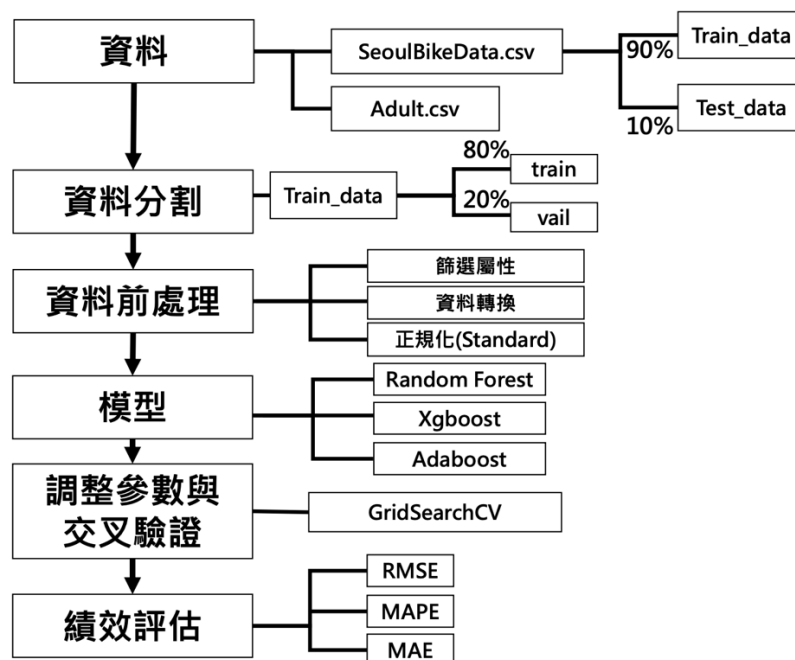 資料
SeoulBikeData.csv
90%
Train_data
Adult.csv
10%
Test_data
資料分割
Train_data
80%
train
20%
vail
資料前處理
篩選屬性
資料轉換
正規化(Standard)
模型
Random Forest
Xgboost
Adaboost
調整參數與
交叉驗證
GridSearchCV
績效評估
RMSE
MAPE
MAE